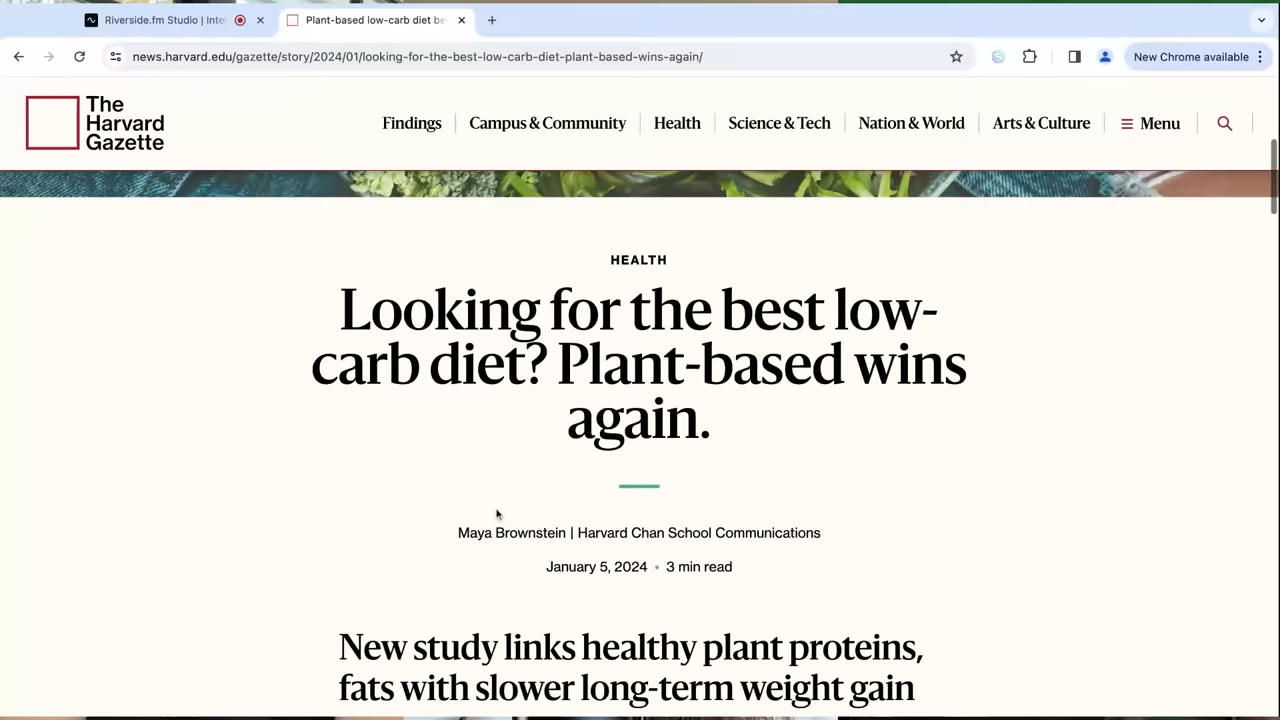 Riverside.fm Studio | Inte
Plant-based low-carb diet be
news.harvard.edu/gazette/story/2024/01/looking-for-the-best-low-carb-diet-plant-based-wins-again/
New Chrome available
The
Harvard
Gazette
Findings
Campus & Community
Health
Science & Tech
Nation & World
Arts & Culture
Menu
HEALTH
Looking for the best low-
carb diet? Plant-based wins
again.
Maya Brownstein | Harvard Chan School Communications
January 5, 2024 • 3 min read
New study links healthy plant proteins,
fats with slower long-term weight gain